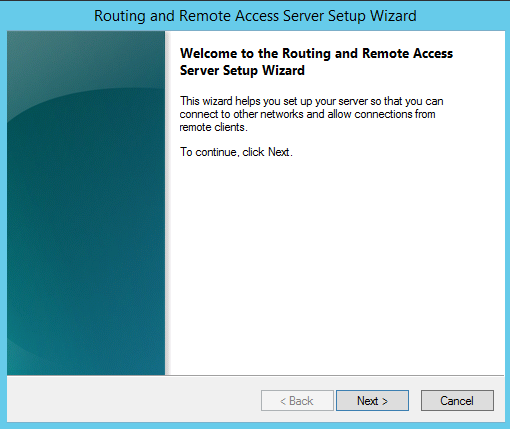 Routing and Remote Access Server Setup Wizard
Welcome to the Routing and Remote Access
Server Setup Wizard
This wizard helps you set up your server so that you can
connect to other networks and allow connections from
remote clients.
To continue, click Next.
< Back
Next >
Cancel